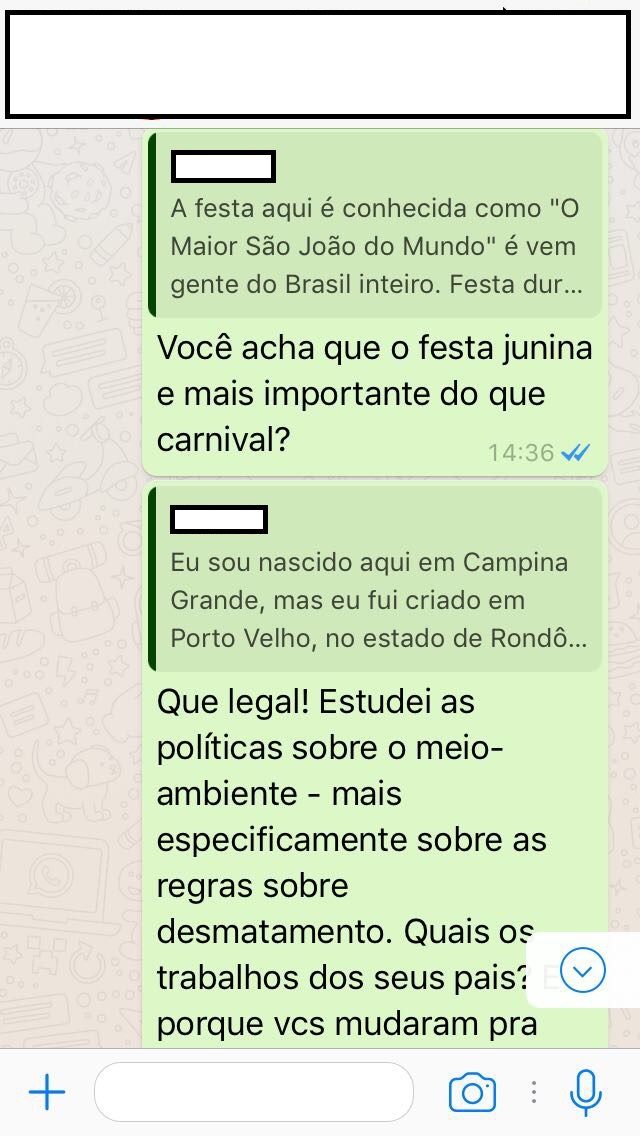 A festa aqui é conhecida como "O
Maior São João do Mundo" é vem
gente do Brasil inteiro. Festa dur...
Você acha que o festa junina
e mais importante do que
carnival?
14:36
Eu sou nascido aqui em Campina
Grande, mas eu fui criado em
Porto Velho, no estado de Rondô...
Que legal! Estudei as
políticas sobre o meio-
ambiente - mais
especificamente sobre as
regras sobre
desmatamento. Quais os
trabalhos dos seus pais?
porque vcs mudaram pra